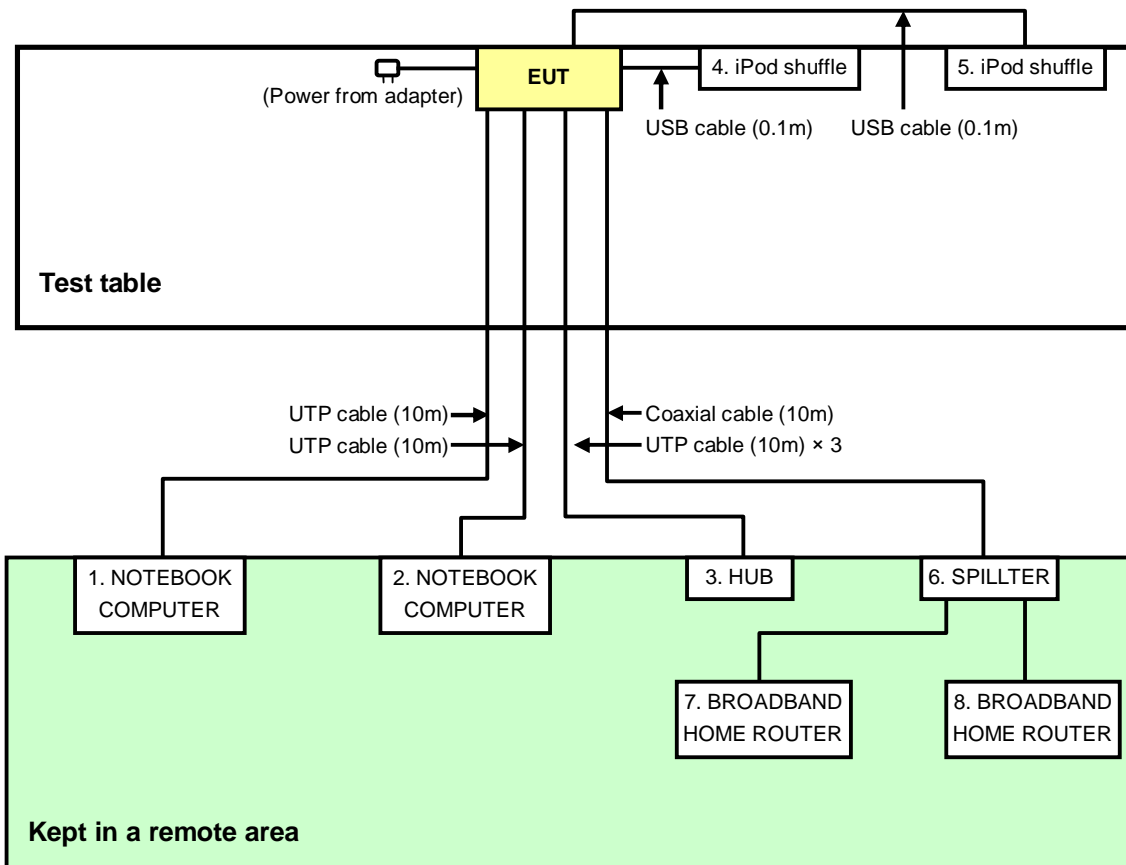 EUT
4. iPod shuffle
5. iPod shuffle
(Power from adapter)
USB cable (0.1m)
USB cable (0.1m)
Test table
UTP cable (10m)
Coaxial cable (10m)
UTP cable (10m)
UTP cable (10m) × 3
1. NOTEBOOK
COMPUTER
2. NOTEBOOK
COMPUTER
3. HUB
6. SPILLTER
7. BROADBAND
HOME ROUTER
8. BROADBAND
HOME ROUTER
Kept in a remote area